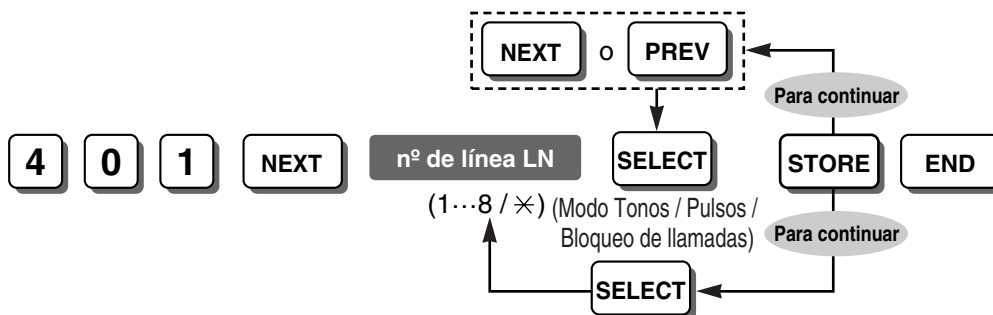 NEXT o PREV
Para continuar
4 0 1 NEXT nº de línea LN SELECT STORE END
(1···8 / ✳) (Modo Tonos / Pulsos /
Bloqueo de llamadas)
Para continuar
SELECT